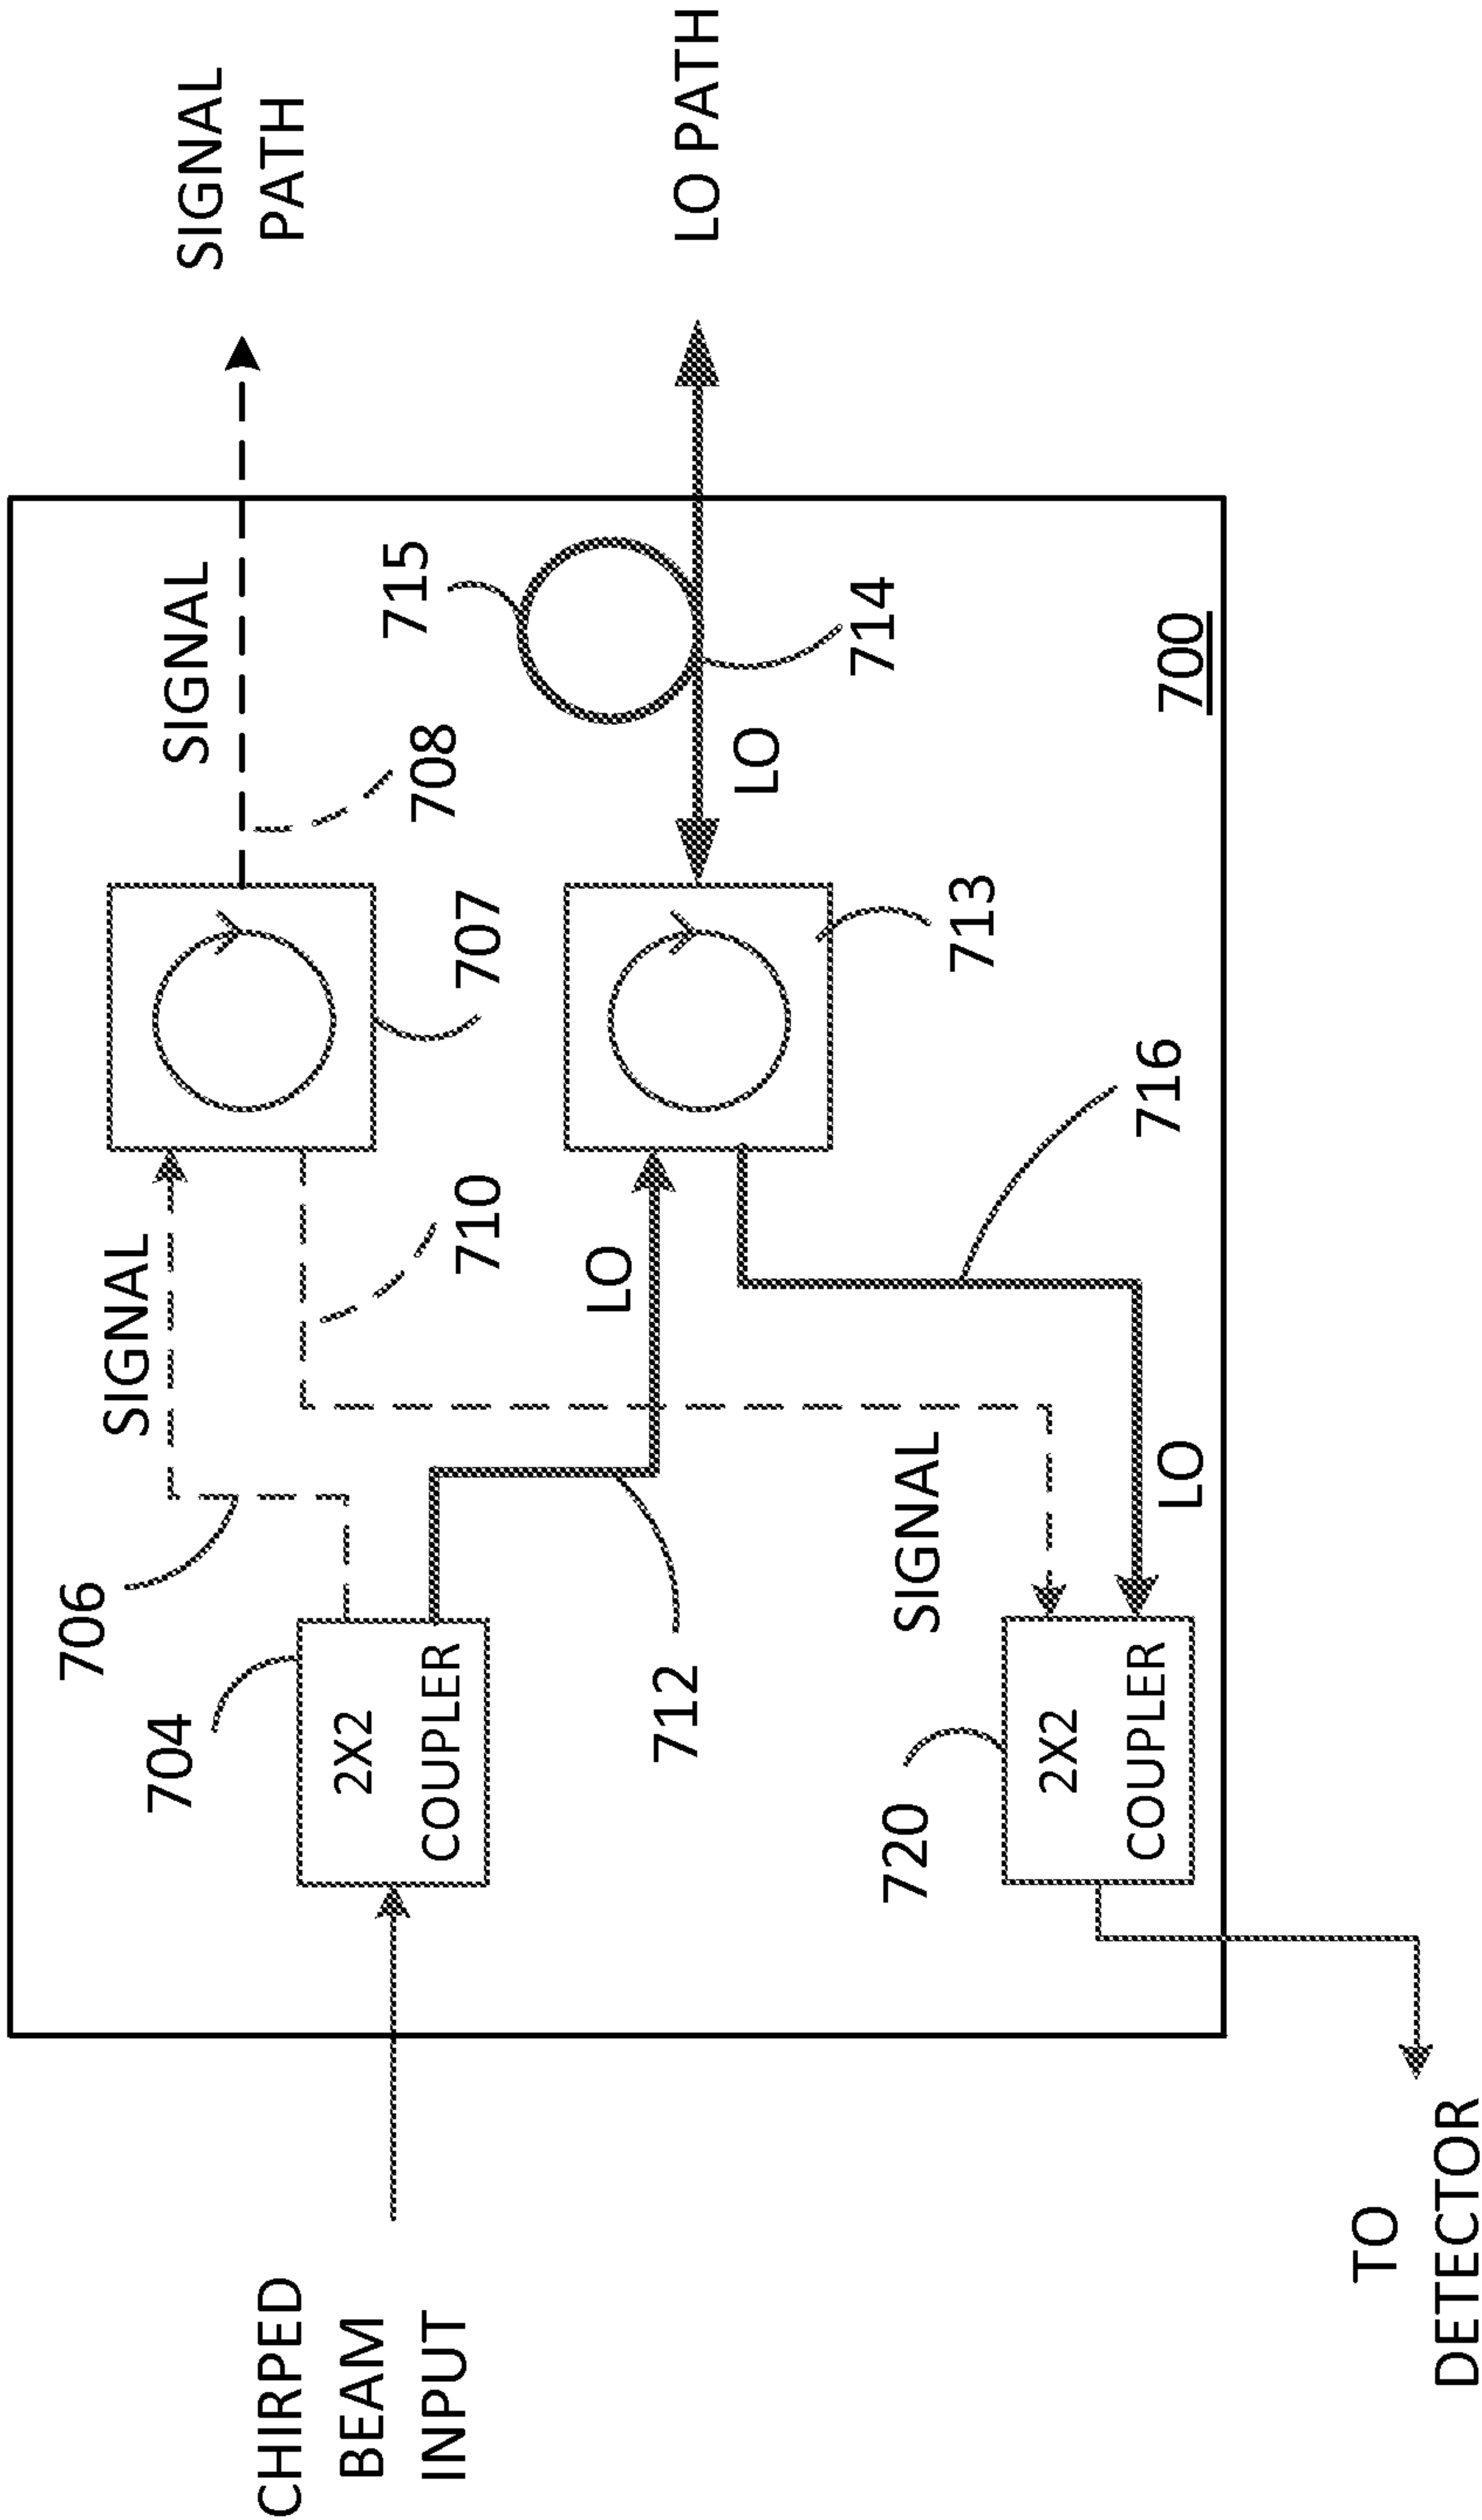 706
SIGNAL
704
SIGNAL
SIGNAL
PATH
CHIRPED
BEAM
INPUT
2X2
COUPLER
715
708
707
710
LO
712
LO PATH
LO
714
720
SIGNAL
713
2X2
COUPLER
716
LO
700
TO
DETECTOR